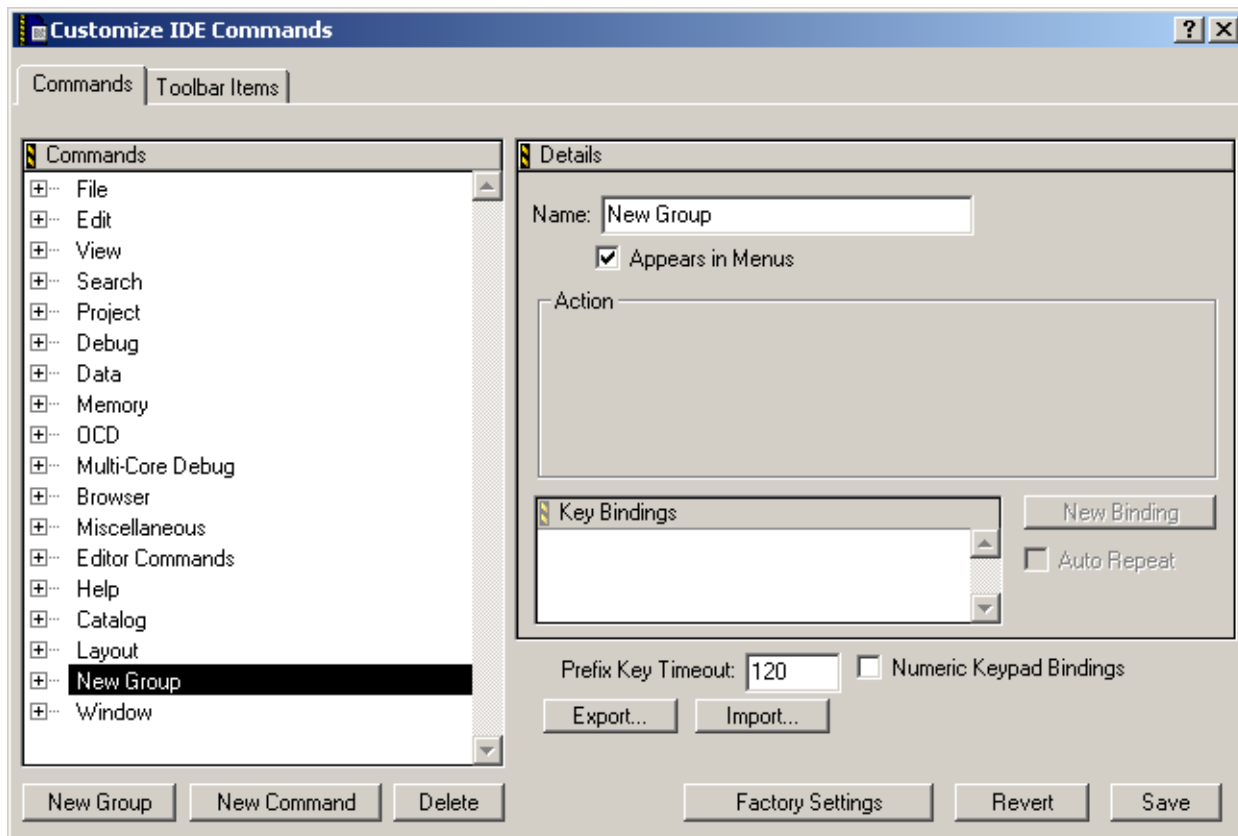 Customize IDE Commands
Commands
Toolbar Items
Commands
File
Edit
View
Search
Project
Debug
Data
Memory
OCD
Multi-Core Debug
Browser
Miscellaneous
Editor Commands
Help
Catalog
Layout
New Group
Window
New Group
New Command
Delete
Details
Name: New Group
Appears in Menus
Action
Key Bindings
New Binding
Auto Repeat
Prefix Key Timeout: 120
Numeric Keypad Bindings
Export...
Import...
Factory Settings
Revert
Save